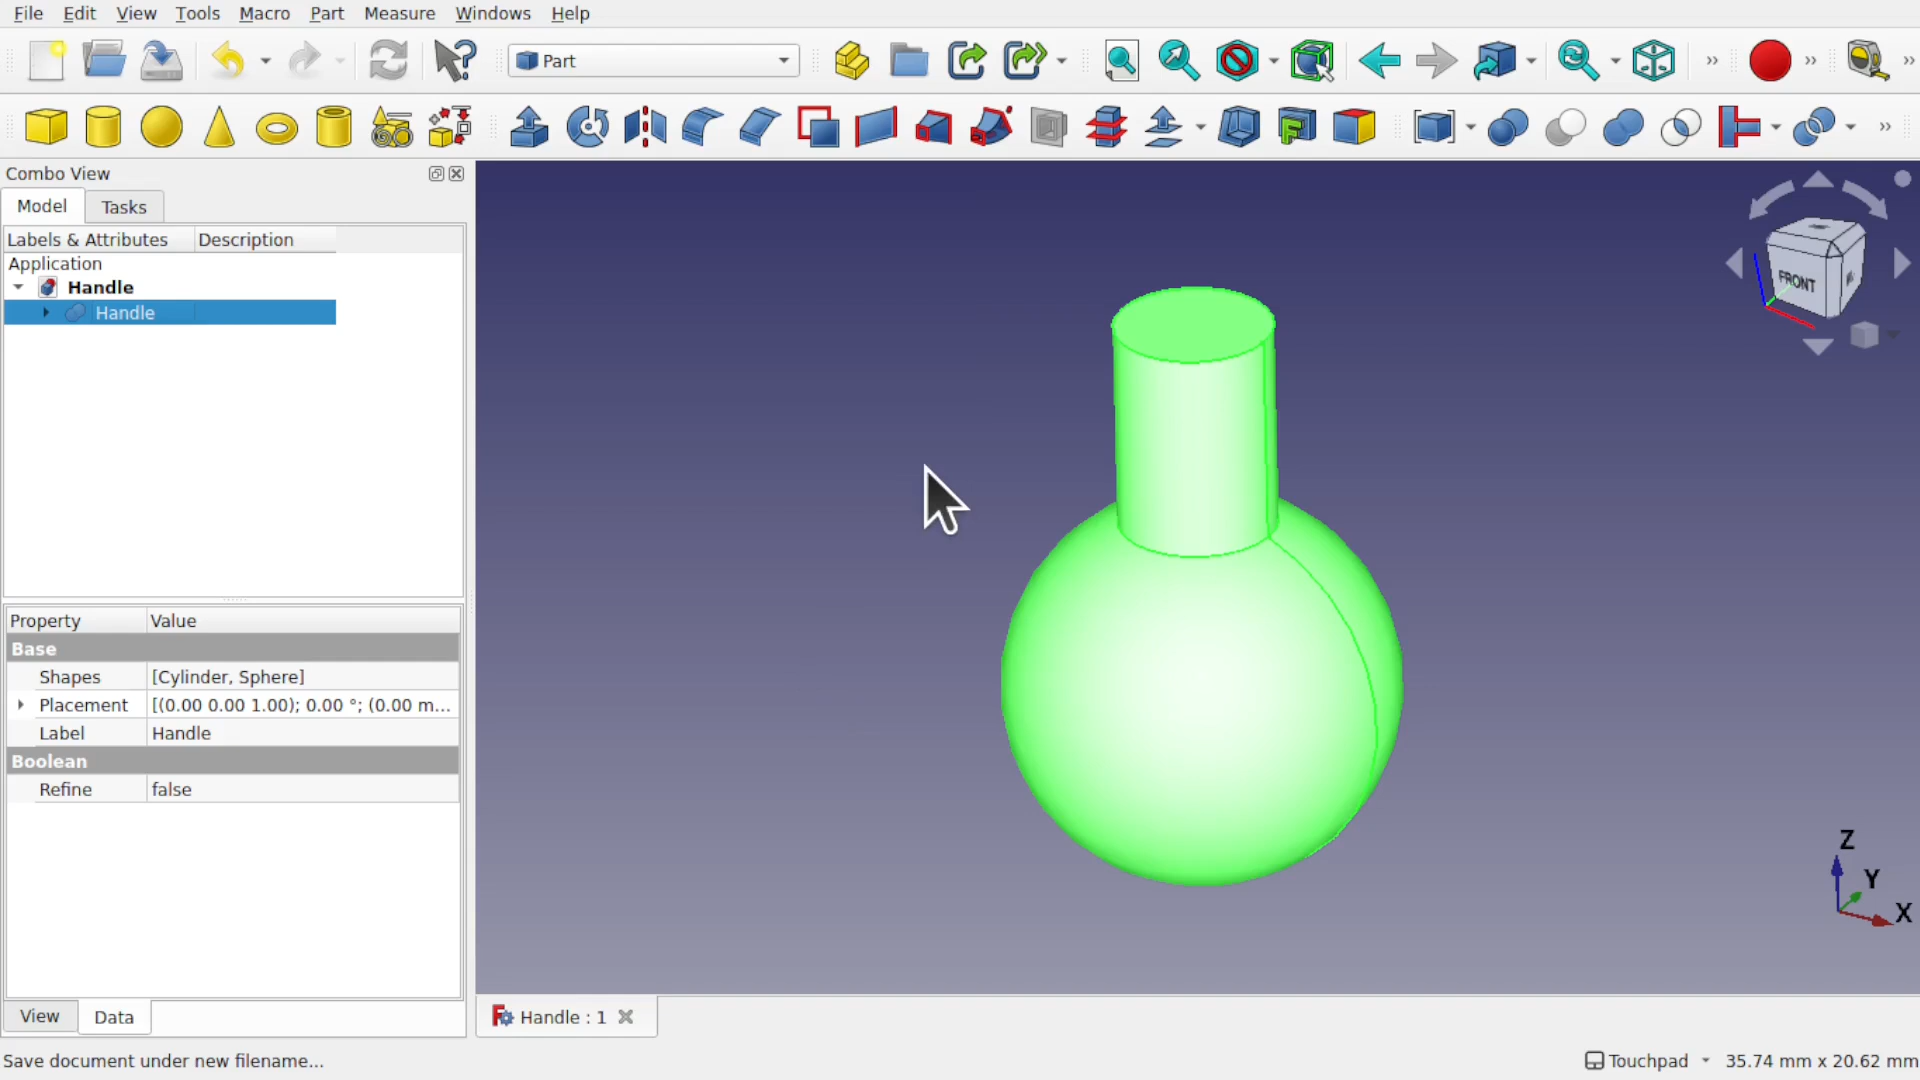 File Edit View Tools Macro Part Measure Windows Help
Part
Combo View
Model Tasks
Labels & Attributes Description
Application
Handle
Handle
FRONT
Property Value
Base
Shapes [Cylinder, Sphere]
Placement [(0.00 0.00 1.00); 0.00 °; (0.00 m...
Label Handle
Boolean
Refine false
Z
Y
X
View Data
Handle : 1
Save document under new filename...
Touchpad 35.74 mm x 20.62 mm